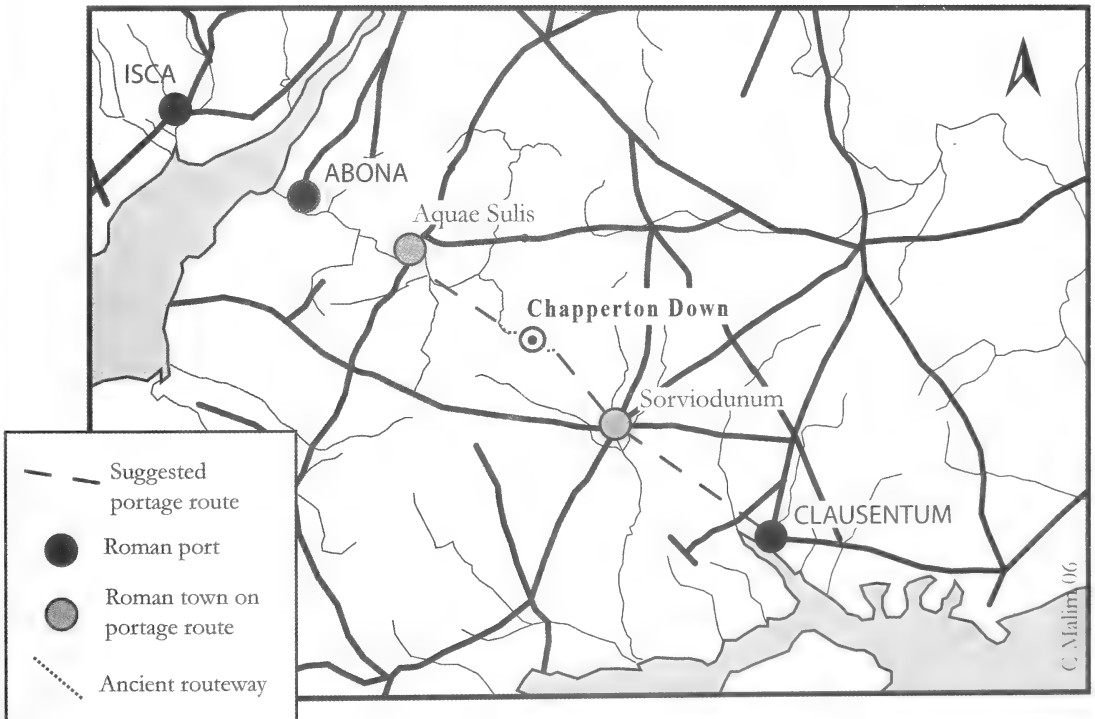 ISCA
ABONA
Aquae Sulis
Chapperton Down
Sorviodunum
CLAUSENTUM
C Malim 06
Suggested
portage route
Roman port
Roman town on
portage route
Ancient routeway